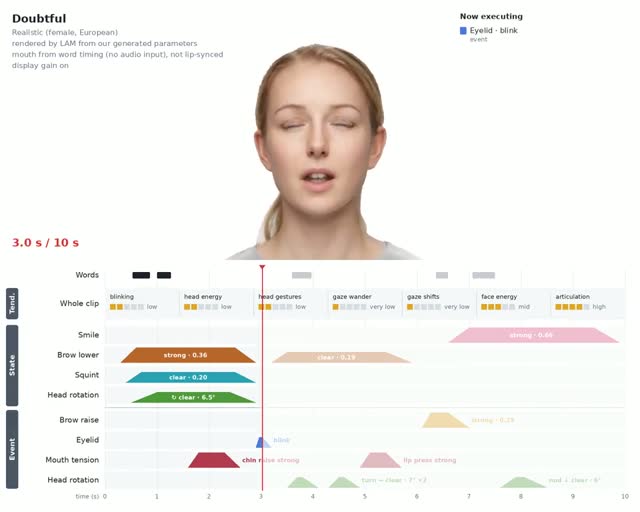 Doubtful
Realistic (female, European)
rendered by LAM from our generated parameters
mouth from word timing (no audio input), not lip-synced
display gain on
Now executing
Eyelid · blink
event
3.0 s / 10 s
Words
Tend.
Whole clip
blinking
low
head energy
low
head gestures
low
gaze wander
very low
gaze shifts
very low
face energy
mid
articulation
high
State
Smile
strong · 0.66
Brow lower
strong · 0.36
clear · 0.19
Squint
clear · 0.20
Head rotation
↻ clear · 6.5°
Event
Brow raise
strong · 0.29
Eyelid
blink
Mouth tension
chin raise strong
lip press strong
Head rotation
turn ↔ clear · 7° ×2
nod ↓ clear · 6°
time (s) 0 1 2 3 4 5 6 7 8 9 10